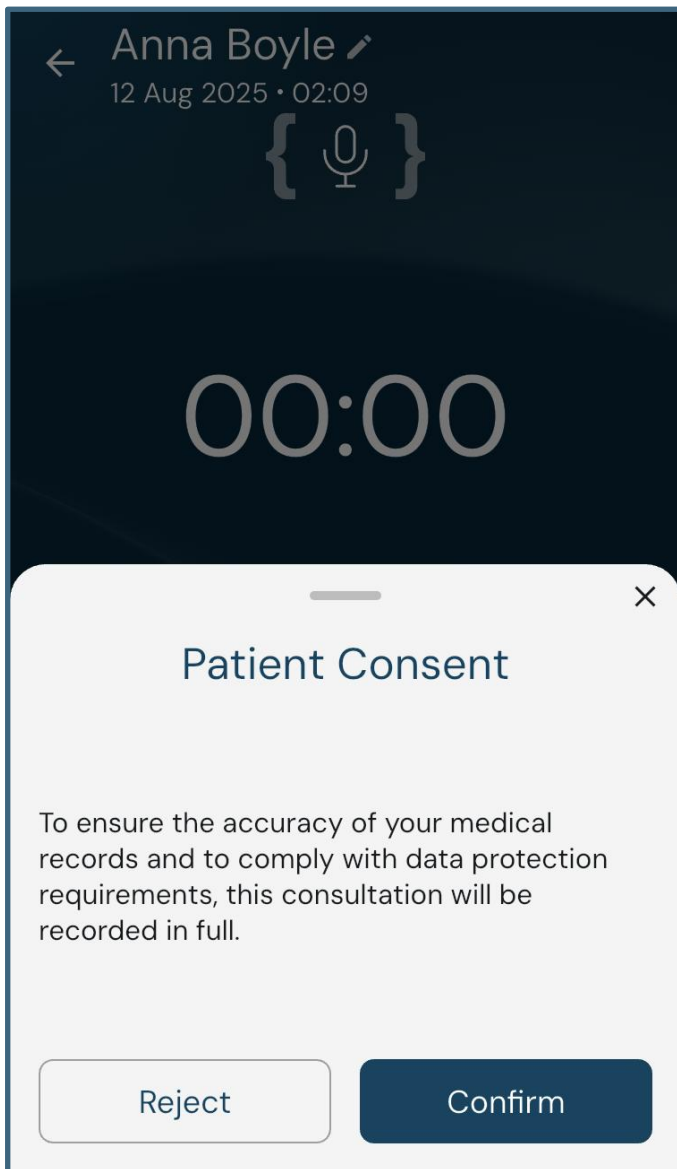 Anna Boyle
12 Aug 2025 • 02:09
{ }
00:00
Patient Consent
To ensure the accuracy of your medical
records and to comply with data protection
requirements, this consultation will be
recorded in full.
Reject
Confirm